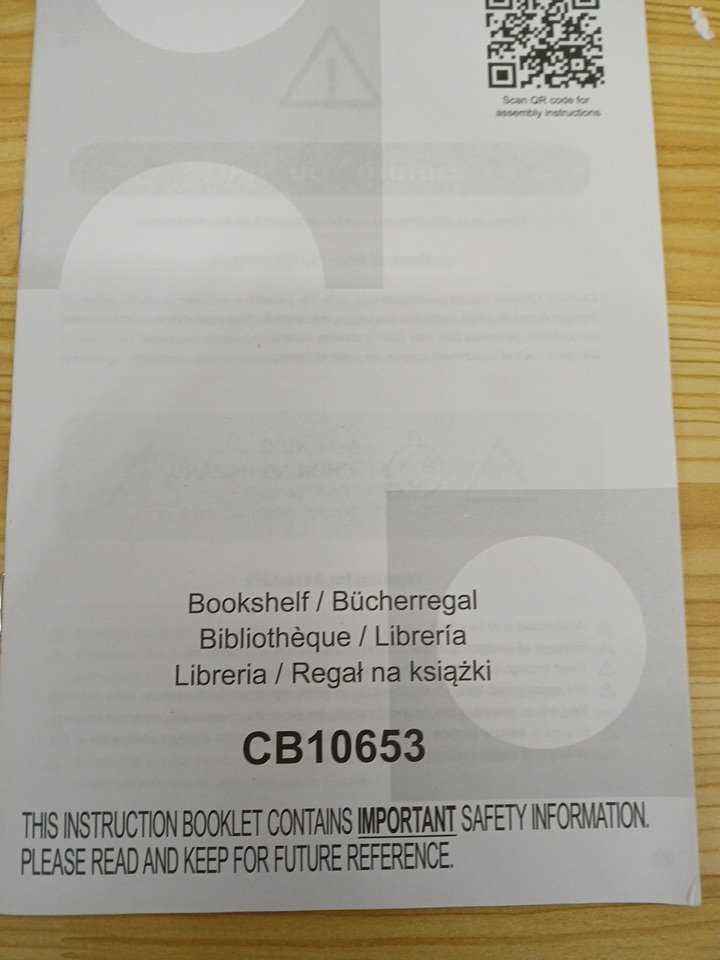 Scan QR code for
assembly instructions
Bookshelf / Bücherregal
Bibliothèque / Librería
Libreria / Regał na książki
CB10653
THIS INSTRUCTION BOOKLET CONTAINS IMPORTANT SAFETY INFORMATION.
PLEASE READ AND KEEP FOR FUTURE REFERENCE.